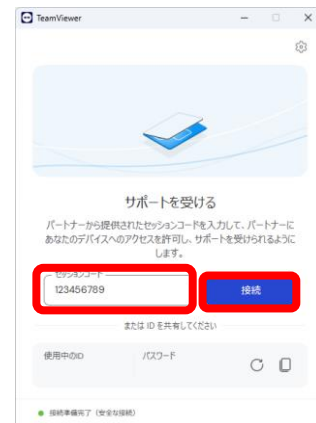 TeamViewer
サポートを受ける
パートナーから提供されたセッションコードを入力して、パートナーに
あなたのデバイスへのアクセスを許可し、サポートを受けられるように
します。
セッションコード
123456789
接続
または ID を共有してください
使用中のID
パスワード
接続準備完了（安全な接続）